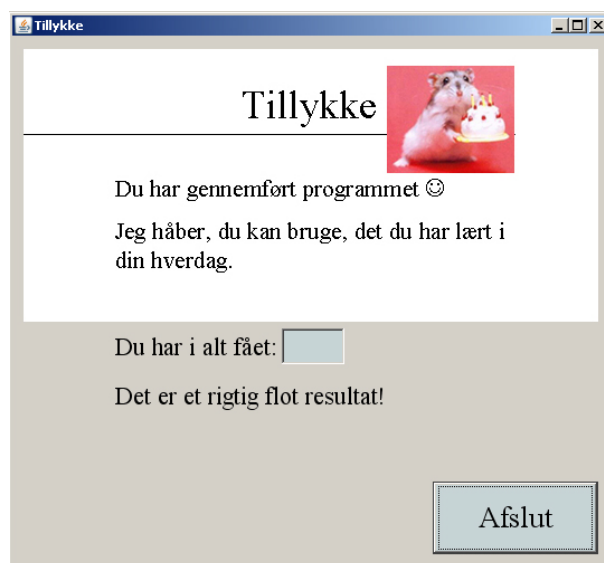 Tillykke
Tillykke
Du har gennemført programmet ☺
Jeg håber, du kan bruge, det du har lært i
din hverdag.
Du har i alt fået:
Det er et rigtig flot resultat!
Afslut